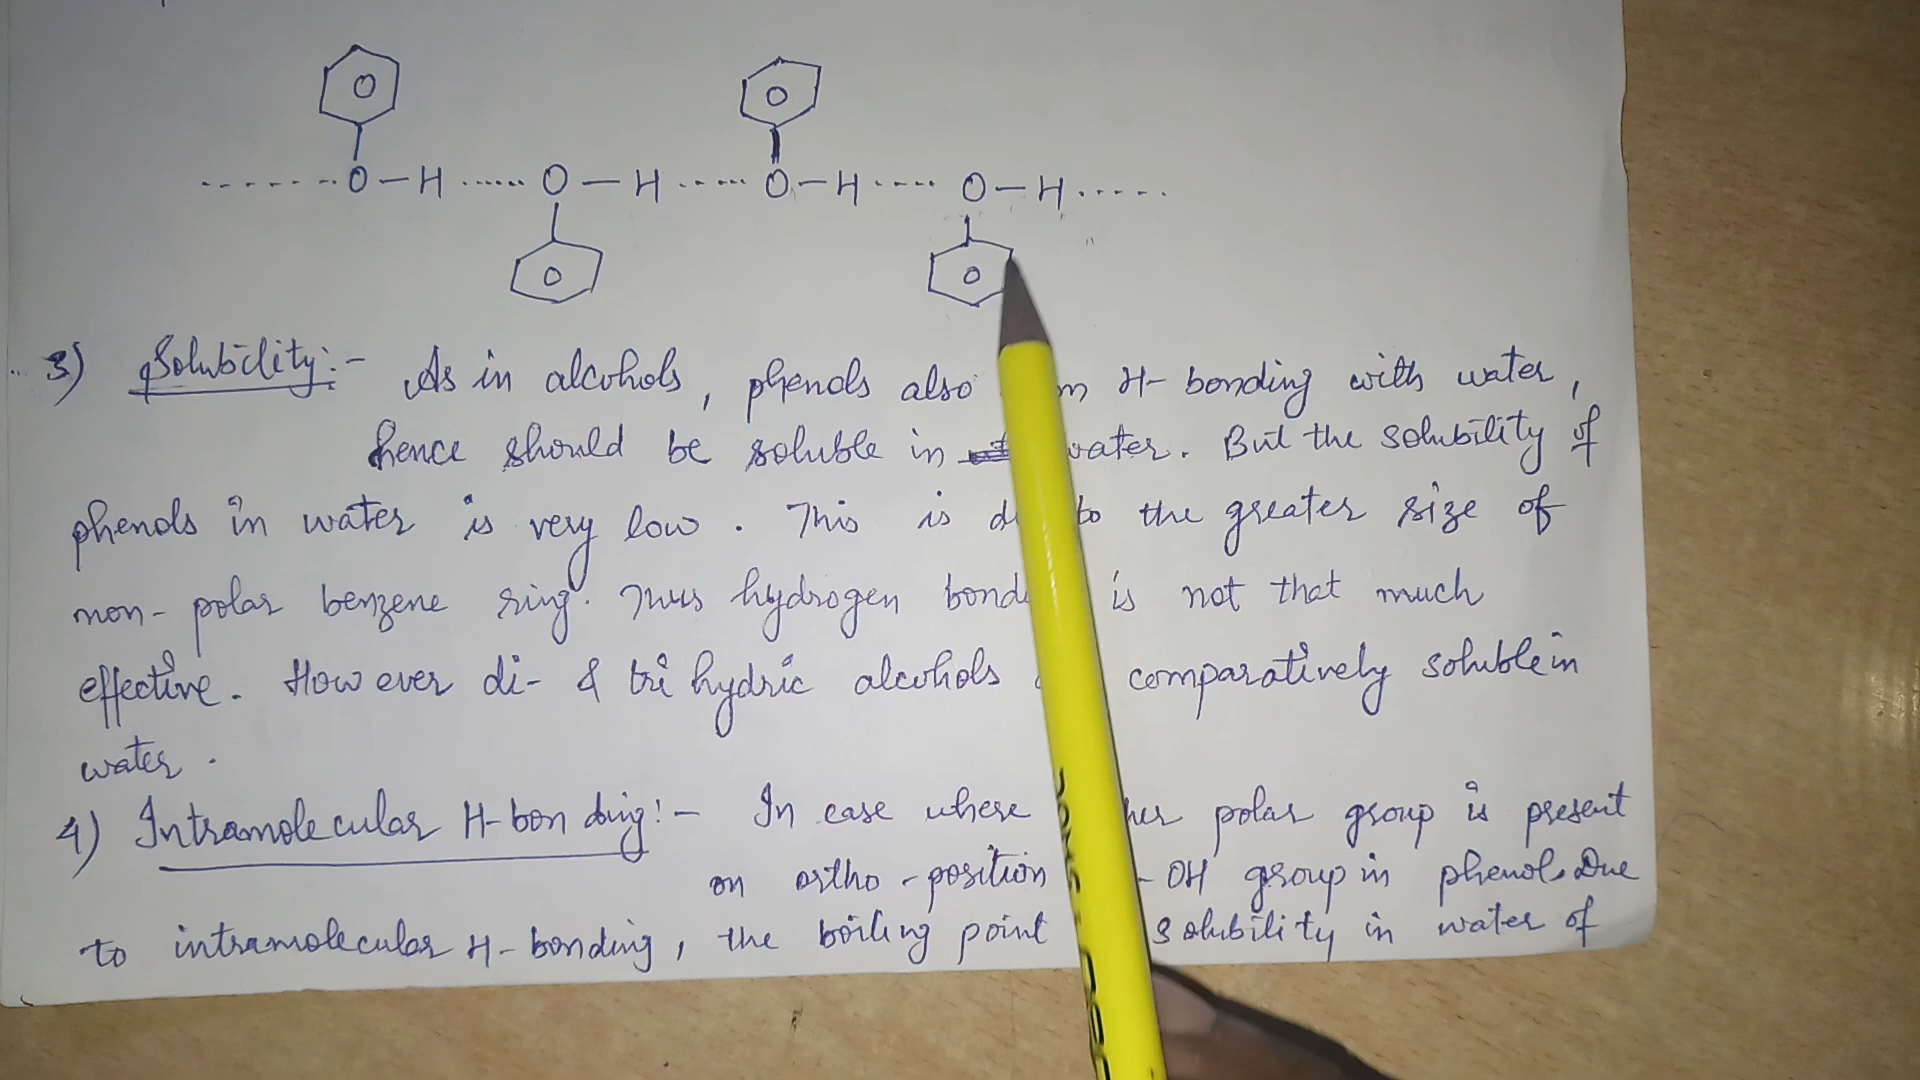 O-H ...... O - H ...... O-H .... O-H .....
3) Solubility:- As in alcohols, phenols also H-bonding with water,
hence should be soluble in water. But the solubility of
phenols in water is very low. This is to the greater size of
non-polar benzene ring. Thus hydrogen is not that much
effective. However di- & tri hydric alcohols comparatively soluble in
water.
4) Intramolecular H-bonding:- In case where polar group is present
on ortho-position -OH group in phenol. Due
to intramolecular H-bonding, the boiling point solubility in water of